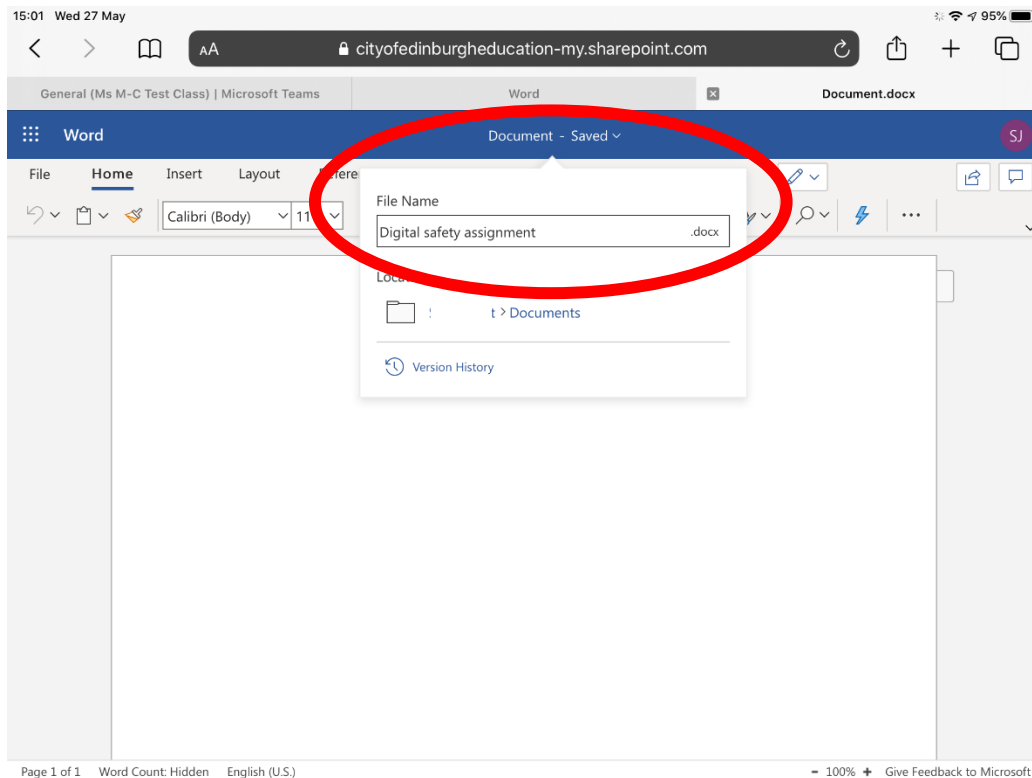 15:01 Wed 27 May 95%
AA cityofedinburgheducation-my.sharepoint.com
General (Ms M-C Test Class) | Microsoft Teams Word Document.docx
Word Document - Saved SJ
File Home Insert Layout
File Name
Calibri (Body) 11
Digital safety assignment .docx
t > Documents
Version History
Page 1 of 1 Word Count: Hidden English (U.S.) - 100% + Give Feedback to Microsoft